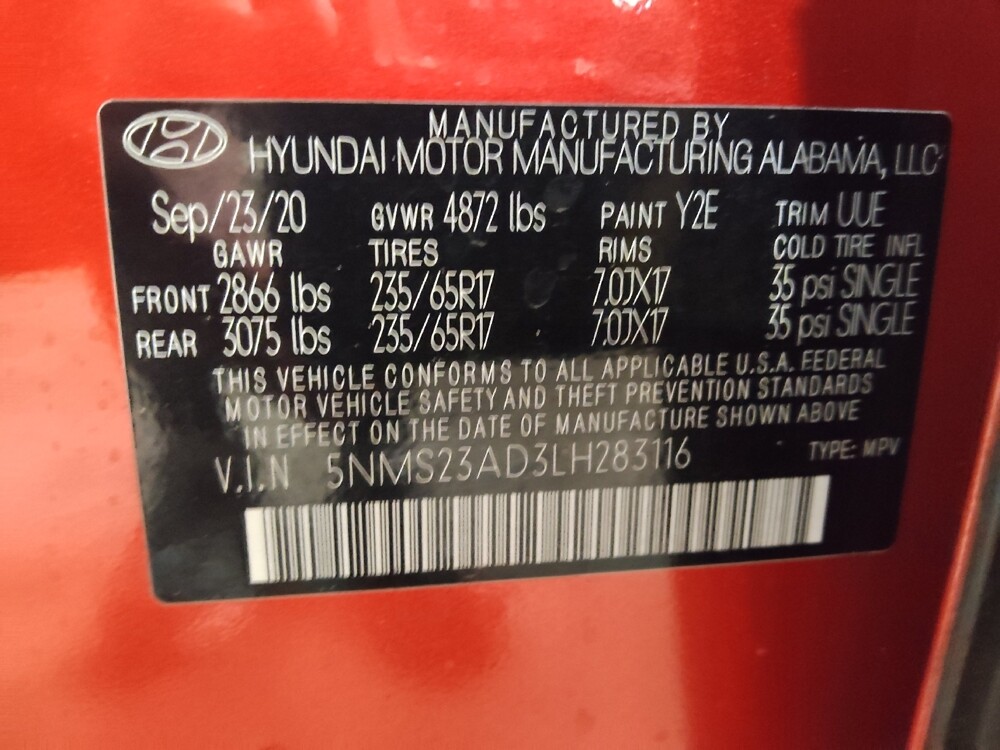 MANUFACTURED BY
HYUNDAI MOTOR MANUFACTURING ALABAMA, LLC
Sep/23/20 GVWR 4872 lbs PAINT Y2E TRIM UUE
GAWR TIRES RIMS COLD TIRE INFL
FRONT 2866 lbs 235/65R17 7.0JX17 35 psi SINGLE
REAR 3075 lbs 235/65R17 7.0JX17 35 psi SINGLE
THIS VEHICLE CONFORMS TO ALL APPLICABLE U.S.A. FEDERAL
MOTOR VEHICLE SAFETY AND THEFT PREVENTION STANDARDS
IN EFFECT ON THE DATE OF MANUFACTURE SHOWN ABOVE
V.I.N 5NMS23AD3LH283116 TYPE: MPV